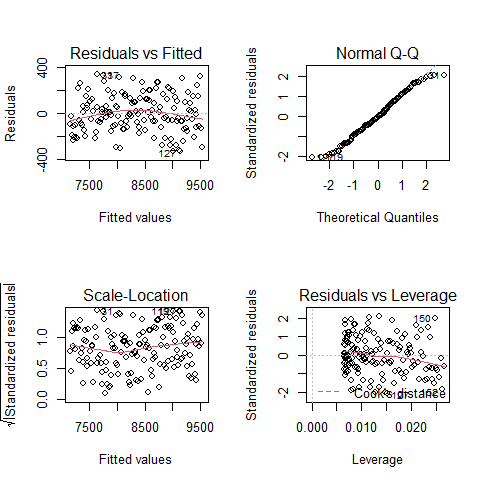 Residuals vs Fitted
Residuals
400
0
-400
7500
8500
9500
Fitted values
Normal Q-Q
Standardized residuals
2
1
0
-2
-2
-1
0
1
2
Theoretical Quantiles
Scale-Location
√|Standardized residuals|
1.0
0.0
7500
8500
9500
Fitted values
Residuals vs Leverage
Standardized residuals
2
1
0
-2
150
Cook's distance
0.000
0.010
0.020
Leverage